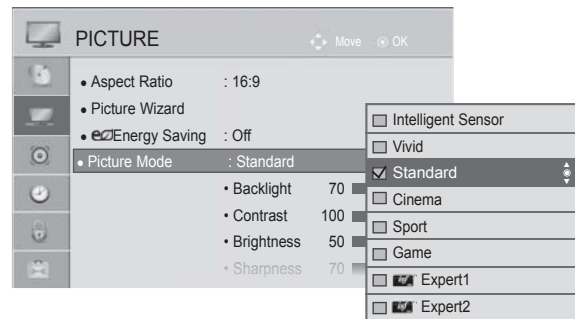 PICTURE
Move OK
• Aspect Ratio : 16:9
• Picture Wizard
• eco Energy Saving : Off
• Picture Mode : Standard
• Backlight 70
• Contrast 100
• Brightness 50
• Sharpness 70
Intelligent Sensor
Vivid
Standard
Cinema
Sport
Game
Expert1
Expert2